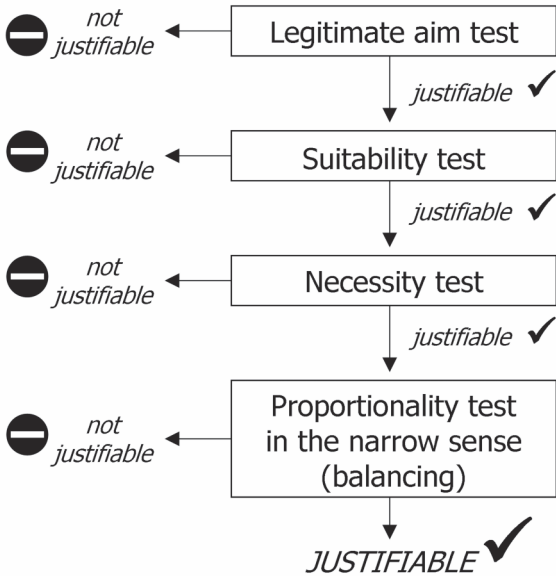 not
justifiable
Legitimate aim test
justifiable
not
justifiable
Suitability test
justifiable
not
justifiable
Necessity test
justifiable
not
justifiable
Proportionality test
in the narrow sense
(balancing)
JUSTIFIABLE